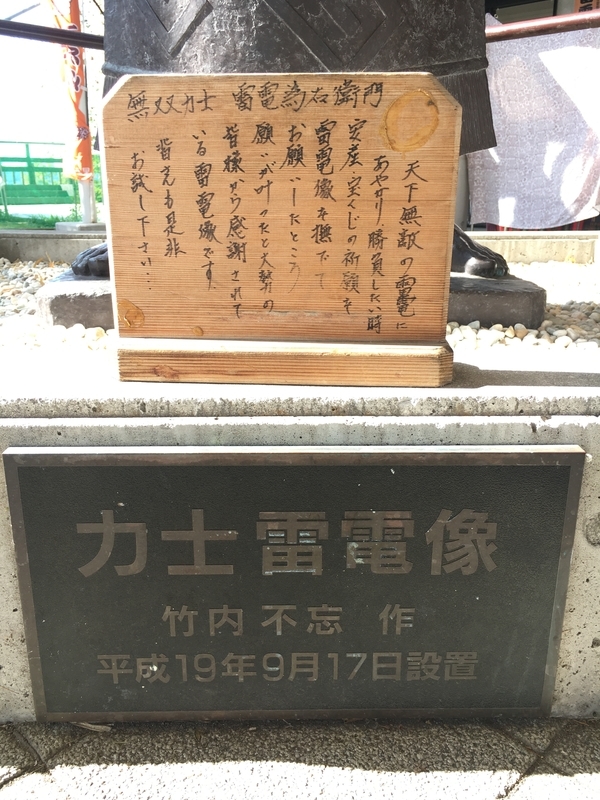 無双力士 雷電為右衛門
天下無敵の雷電に
あやかり勝負したい時
安産・宝くじの祈願を
雷電像を撫でて
お願いしたところ
願いが叶ったと大勢の
皆様から感謝されて
いる雷電像です。
皆さんも是非
お試し下さい…
力士雷電像
竹内不忘 作
平成19年9月17日設置